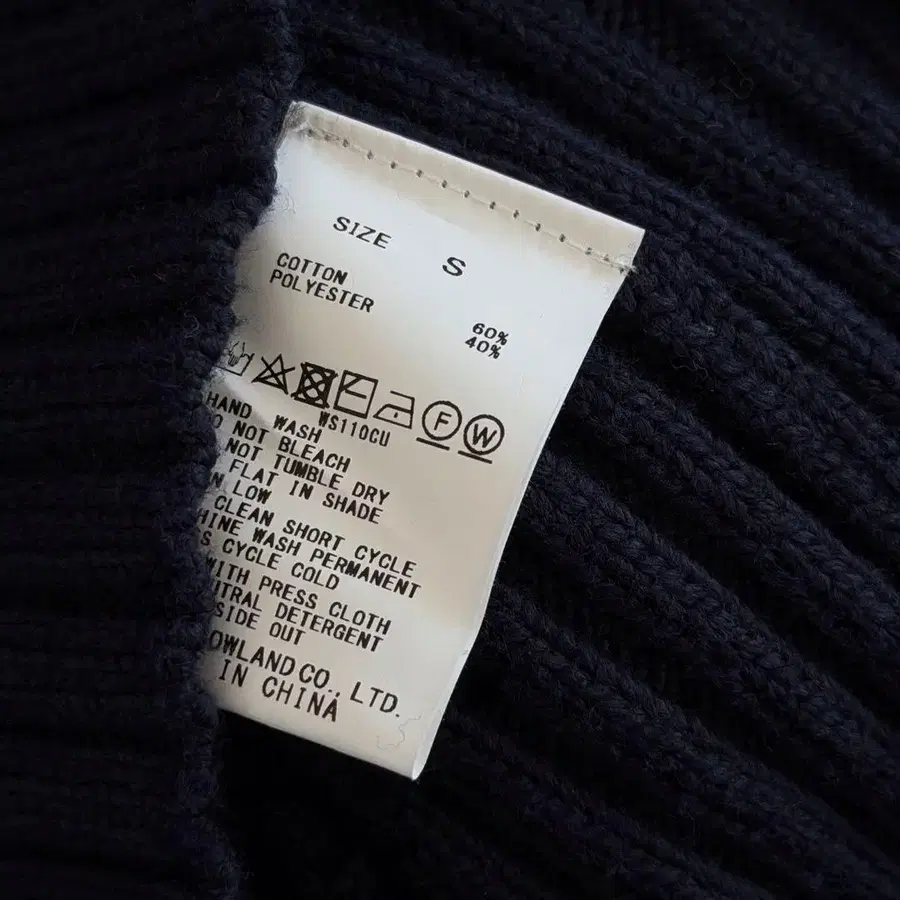 SIZE S
COTTON 60%
POLYESTER 40%
F W
WS110CU
HAND WASH
O NOT BLEACH
NOT TUMBLE DRY
FLAT IN SHADE
N LOW
CLEAN SHORT CYCLE
HINE WASH PERMANENT
S CYCLE COLD
WITH PRESS CLOTH
UTRAL DETERGENT
SIDE OUT
OWLAND CO., LTD.
IN CHINA